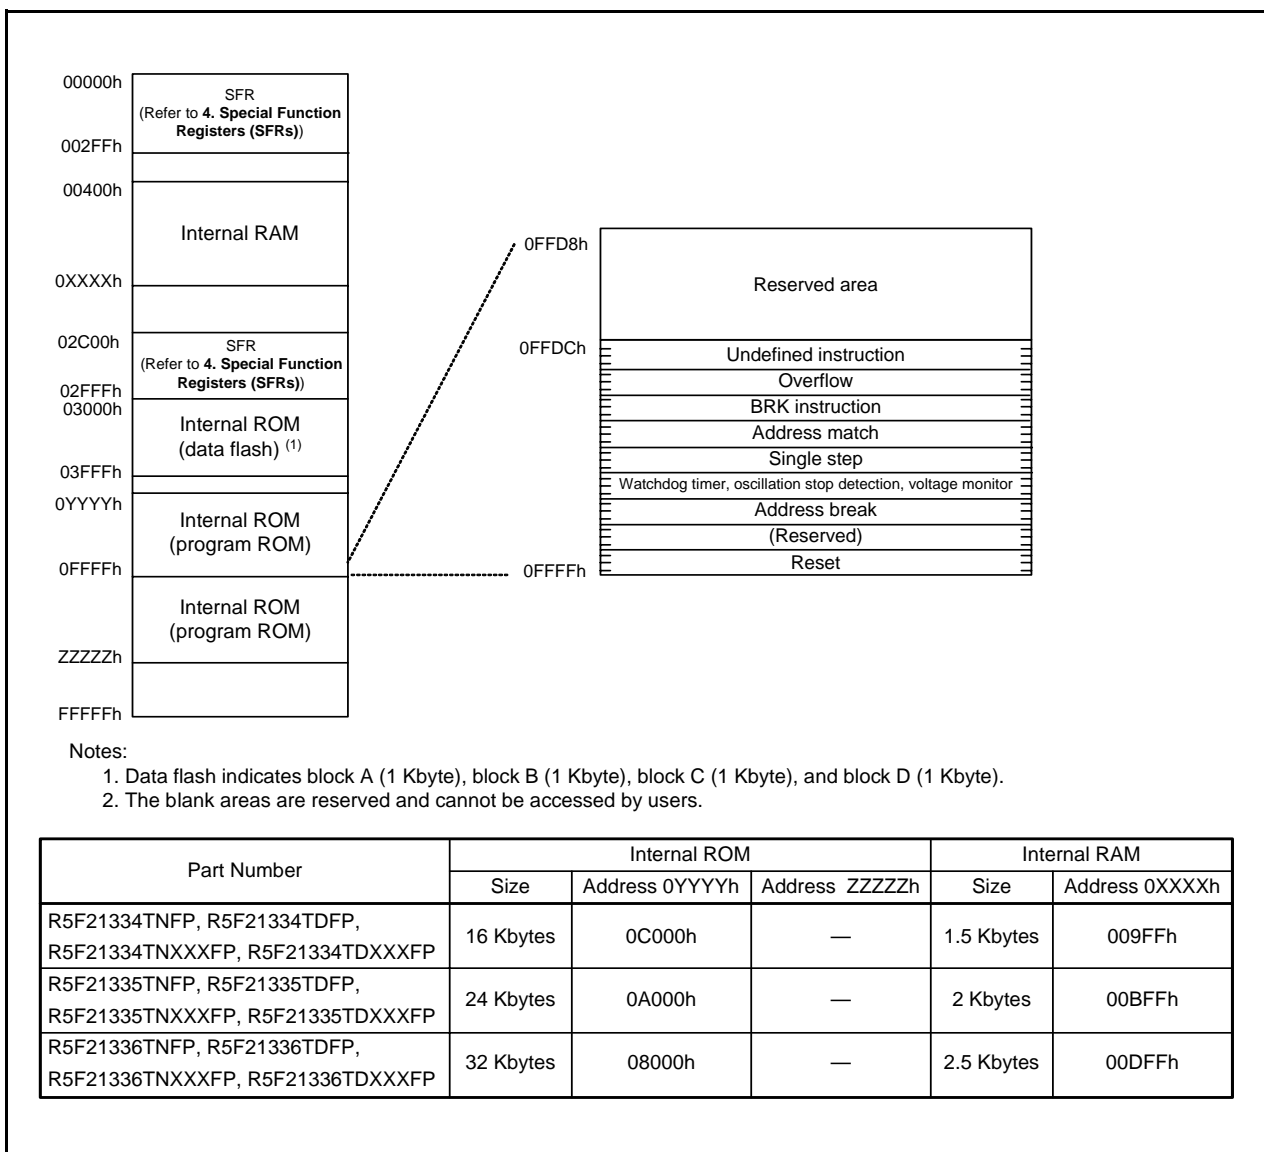 00000h
SFR
(Refer to 4. Special Function
Registers (SFRs))
002FFh
00400h
Internal RAM
0XXXXh
02C00h
SFR
(Refer to 4. Special Function
Registers (SFRs))
02FFFh
03000h
Internal ROM
(data flash) (1)
03FFFh
0YYYYh
Internal ROM
(program ROM)
0FFFFh
Internal ROM
(program ROM)
ZZZZZh
FFFFFh
0FFD8h
Reserved area
0FFDCh
Undefined instruction
Overflow
BRK instruction
Address match
Single step
Watchdog timer, oscillation stop detection, voltage monitor
Address break
(Reserved)
Reset
0FFFFh
Notes:
1. Data flash indicates block A (1 Kbyte), block B (1 Kbyte), block C (1 Kbyte), and block D (1 Kbyte).
2. The blank areas are reserved and cannot be accessed by users.
Part Number Internal ROM Internal RAM
Size Address 0YYYYh Address ZZZZZh Size Address 0XXXXh
R5F21334TNFP, R5F21334TDFP,
R5F21334TNXXXFP, R5F21334TDXXXFP
16 Kbytes 0C000h — 1.5 Kbytes 009FFh
R5F21335TNFP, R5F21335TDFP,
R5F21335TNXXXFP, R5F21335TDXXXFP
24 Kbytes 0A000h — 2 Kbytes 00BFFh
R5F21336TNFP, R5F21336TDFP,
R5F21336TNXXXFP, R5F21336TDXXXFP
32 Kbytes 08000h — 2.5 Kbytes 00DFFh